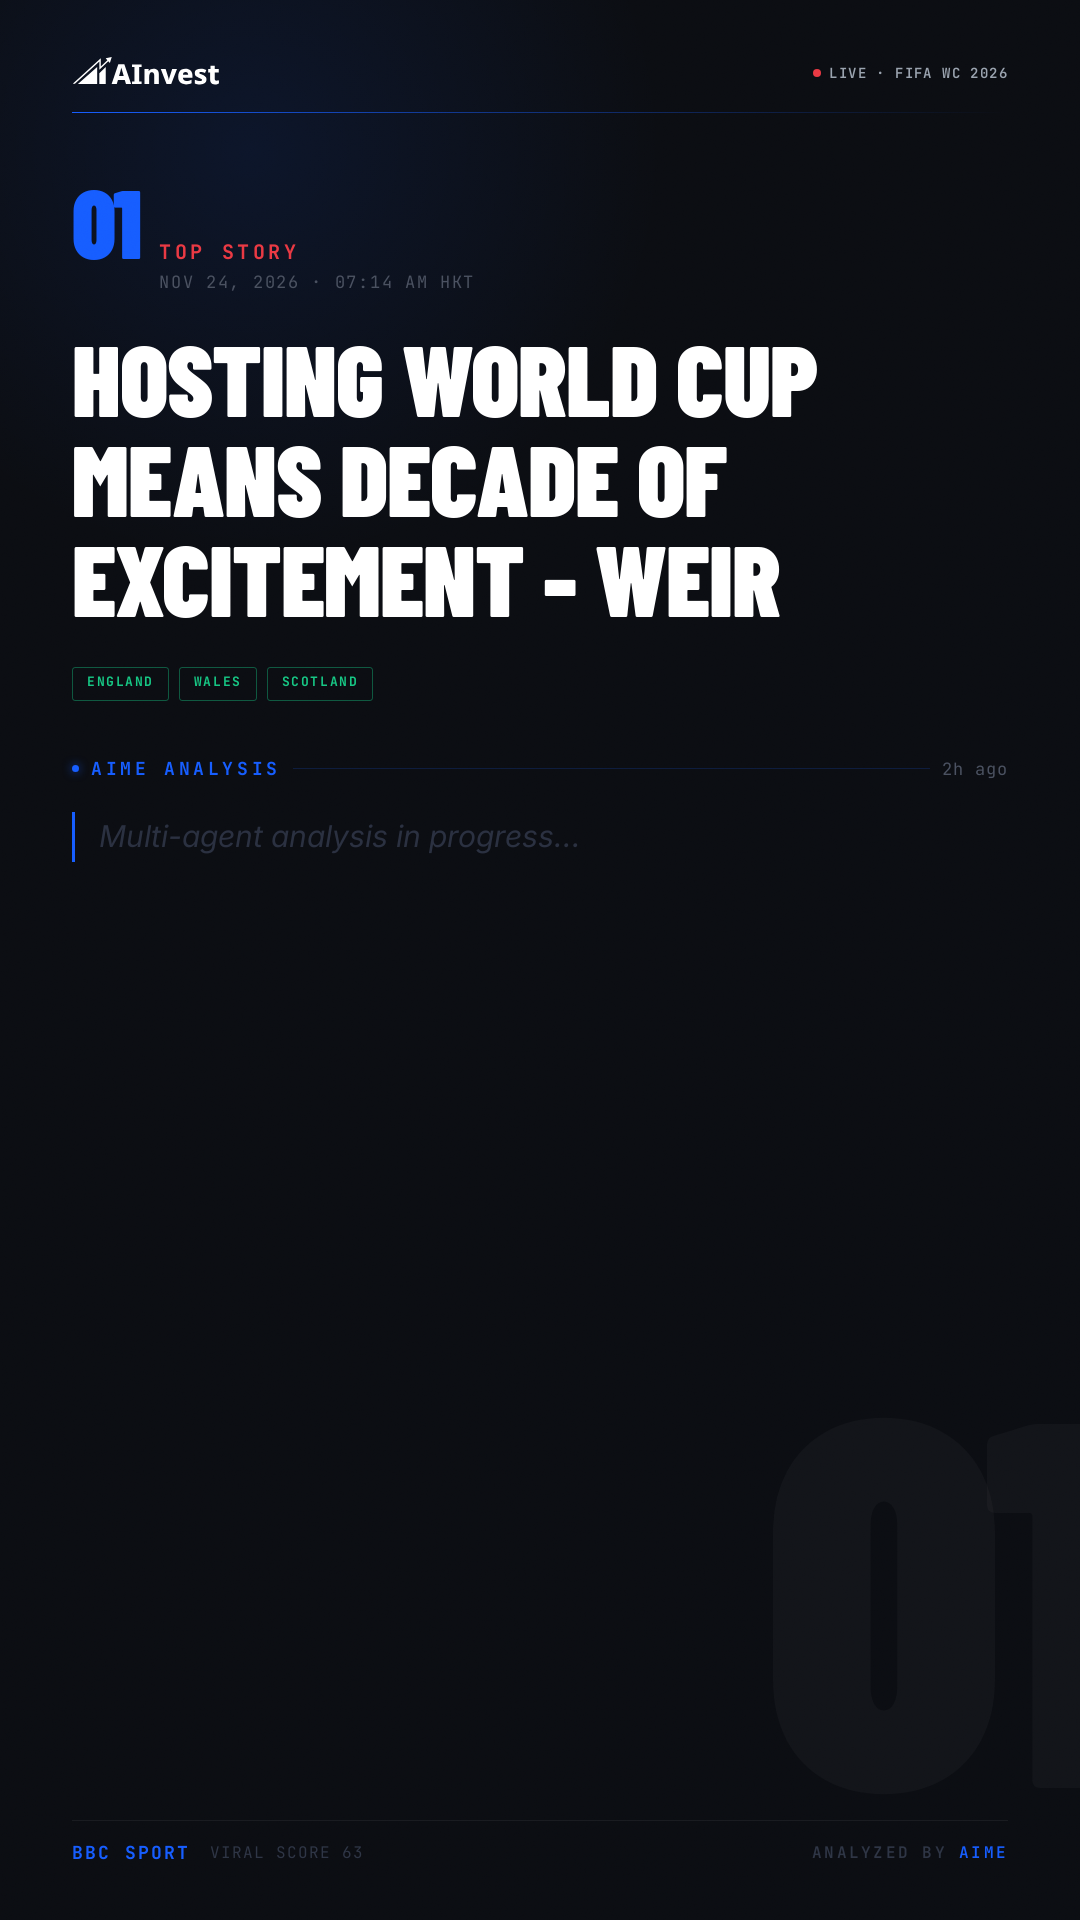 AInvest
LIVE · FIFA WC 2026
01
TOP STORY
NOV 24, 2026 · 07:14 AM HKT
HOSTING WORLD CUP
MEANS DECADE OF
EXCITEMENT - WEIR
ENGLAND
WALES
SCOTLAND
AIME ANALYSIS
2h ago
Multi-agent analysis in progress...
01
BBC SPORT
VIRAL SCORE 63
ANALYZED BY AIME